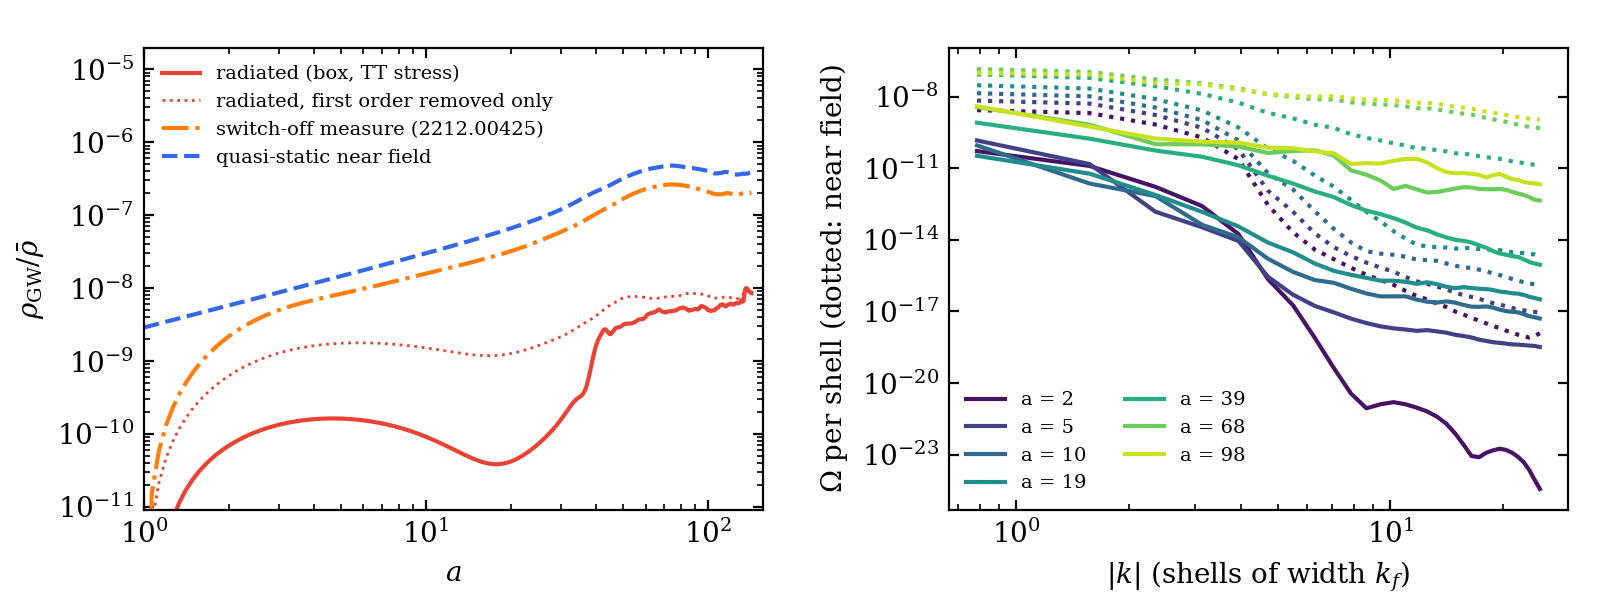 10^{-5}
10^{-6}
10^{-7}
10^{-8}
10^{-9}
10^{-10}
10^{-11}
ρ_{GW}/ρ̄
radiated (box, TT stress)
radiated, first order removed only
switch-off measure (2212.00425)
quasi-static near field
10^{0}
10^{1}
10^{2}
a
Ω per shell (dotted: near field)
10^{-8}
10^{-11}
10^{-14}
10^{-17}
10^{-20}
10^{-23}
a = 2
a = 5
a = 10
a = 19
a = 39
a = 68
a = 98
10^{0}
10^{1}
|k| (shells of width k_f)